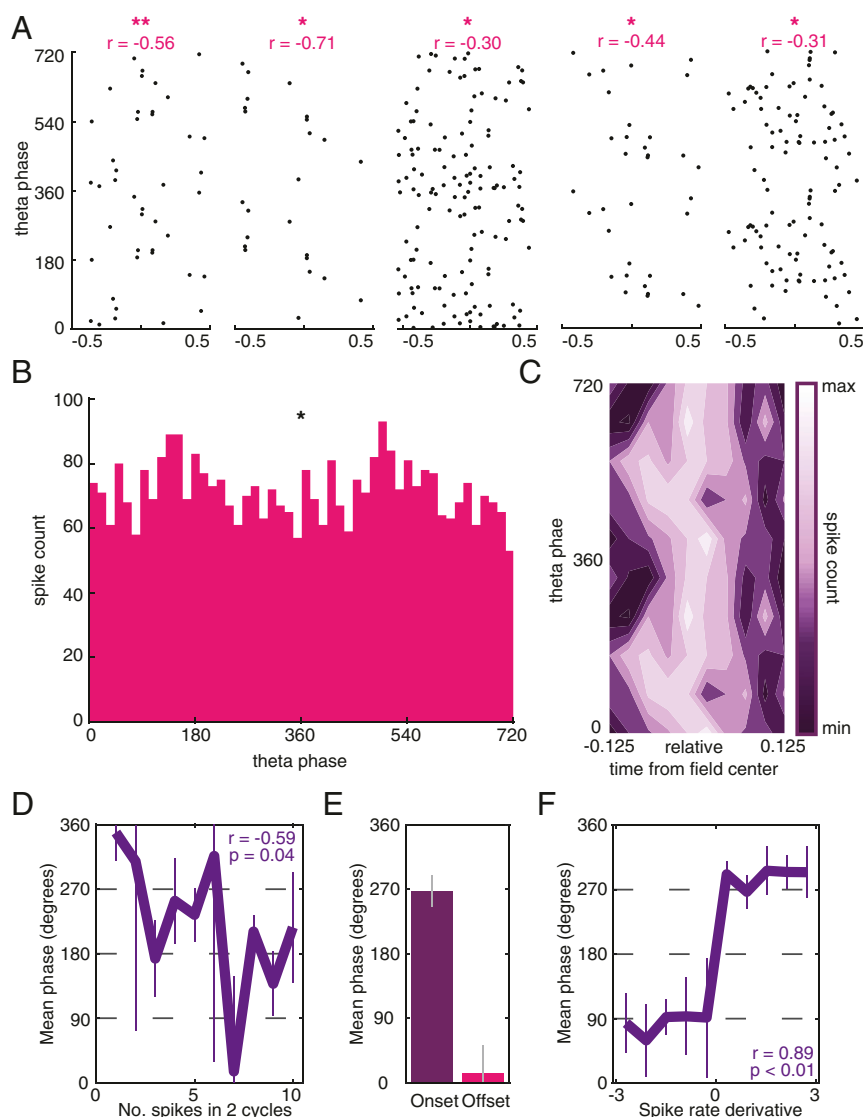 A
** * * * *
r = -0.56 r = -0.71 r = -0.30 r = -0.44 r = -0.31
720
540
360
180
0
theta phase
-0.5 0.5 -0.5 0.5 -0.5 0.5 -0.5 0.5 -0.5 0.5
B
100
80
60
40
20
0
spike count
*
0 180 360 540 720
theta phase
C
720
360
0
theta phae
-0.125 relative 0.125
time from field center
max
spike count
min
D
360
270
180
90
0
Mean phase (degrees)
r = -0.59
p = 0.04
0 5 10
No. spikes in 2 cycles
E
360
270
180
90
0
Mean phase (degrees)
Onset Offset
F
360
270
180
90
0
Mean phase (degrees)
r = 0.89
p < 0.01
-3 0 3
Spike rate derivative